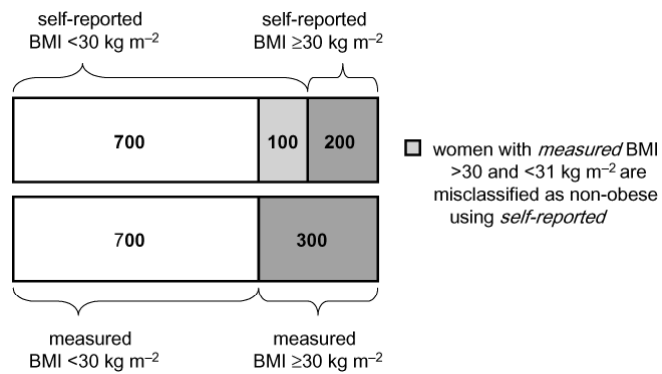 self-reported
BMI <30 kg m⁻²
self-reported
BMI ≥30 kg m⁻²
700
100
200
women with measured BMI
>30 and <31 kg m⁻² are
misclassified as non-obese
using self-reported
700
300
measured
BMI <30 kg m⁻²
measured
BMI ≥30 kg m⁻²